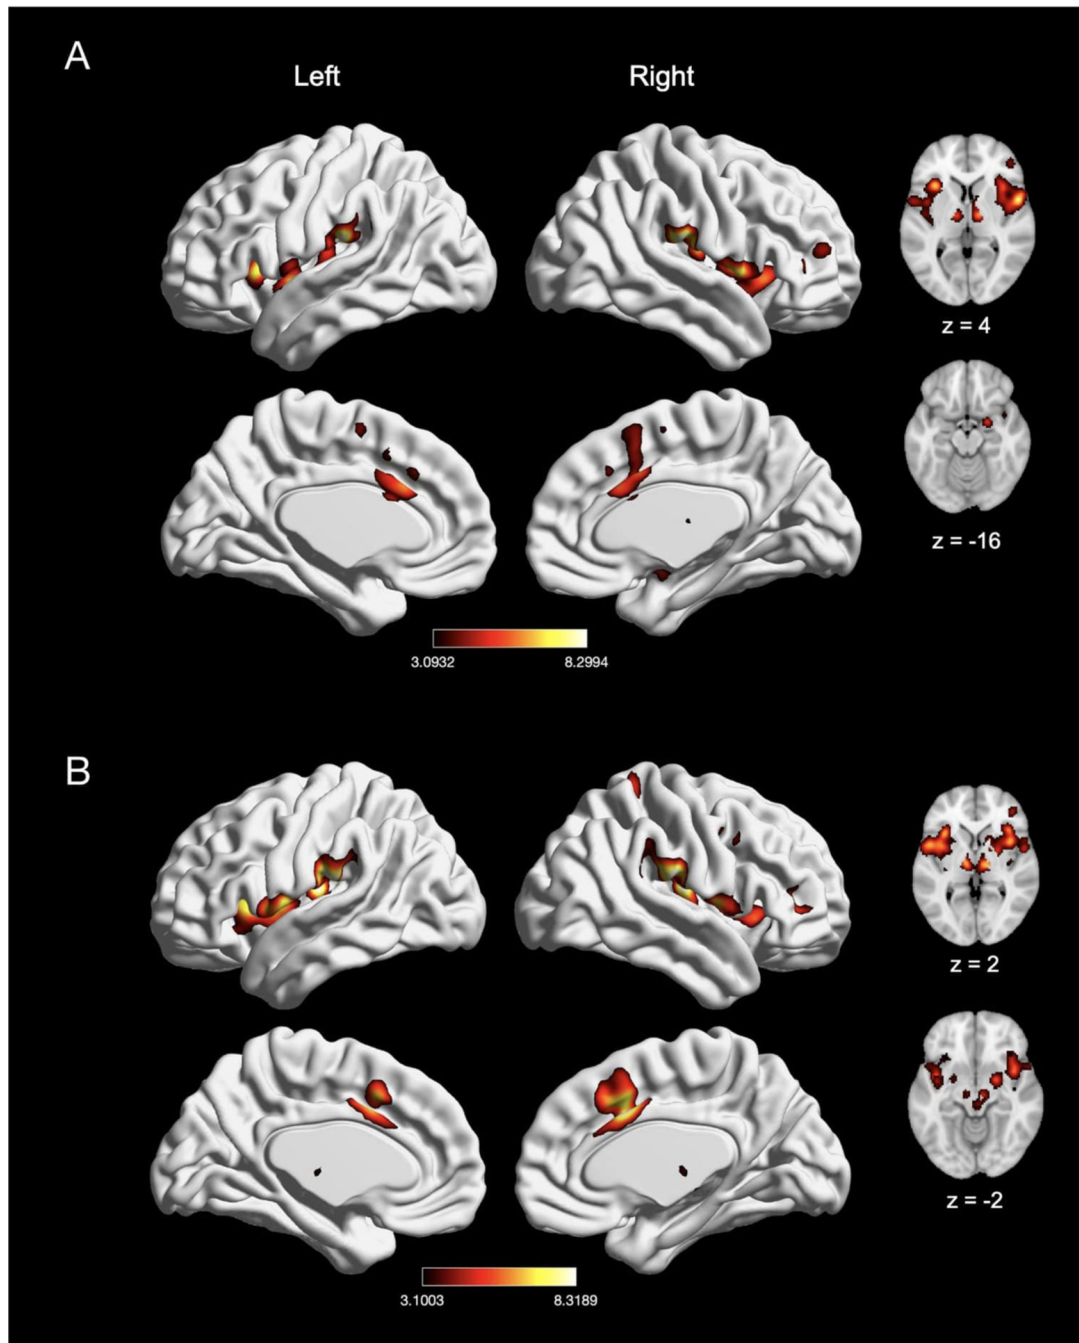 A
Left Right
z = 4
z = -16
3.0932 8.2994
B
z = 2
z = -2
3.1003 8.3189